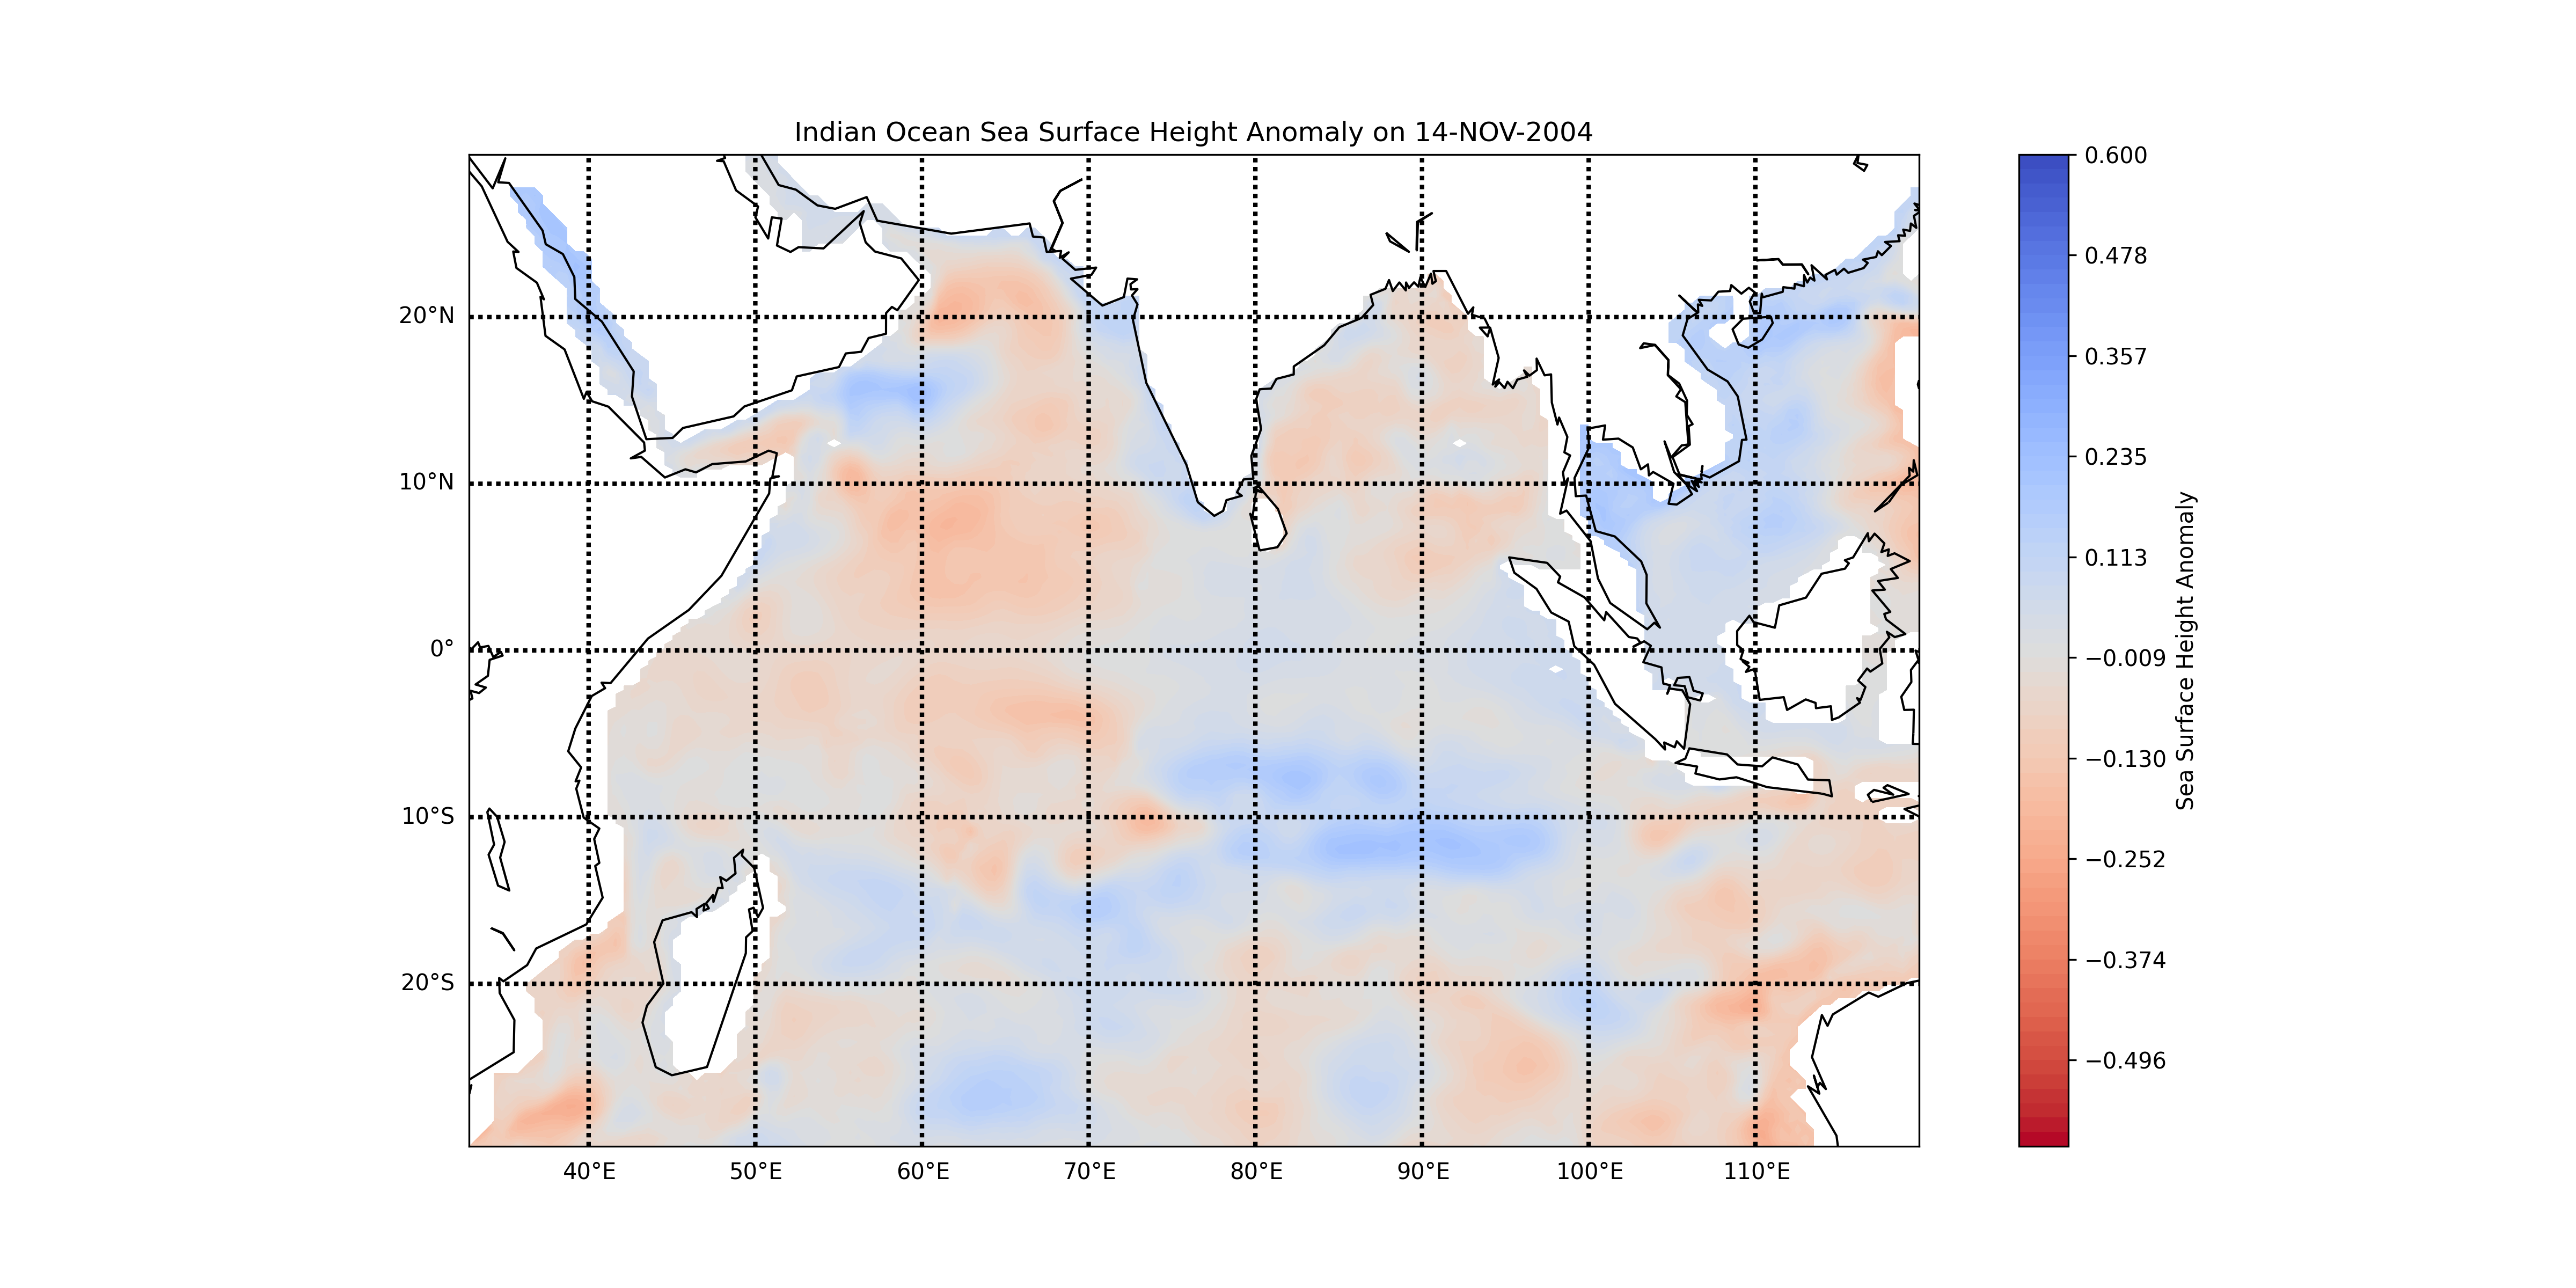 Indian Ocean Sea Surface Height Anomaly on 14-NOV-2004
20°N
10°N
0°
10°S
20°S
40°E 50°E 60°E 70°E 80°E 90°E 100°E 110°E
0.600
0.478
0.357
0.235
0.113
−0.009
−0.130
−0.252
−0.374
−0.496
Sea Surface Height Anomaly